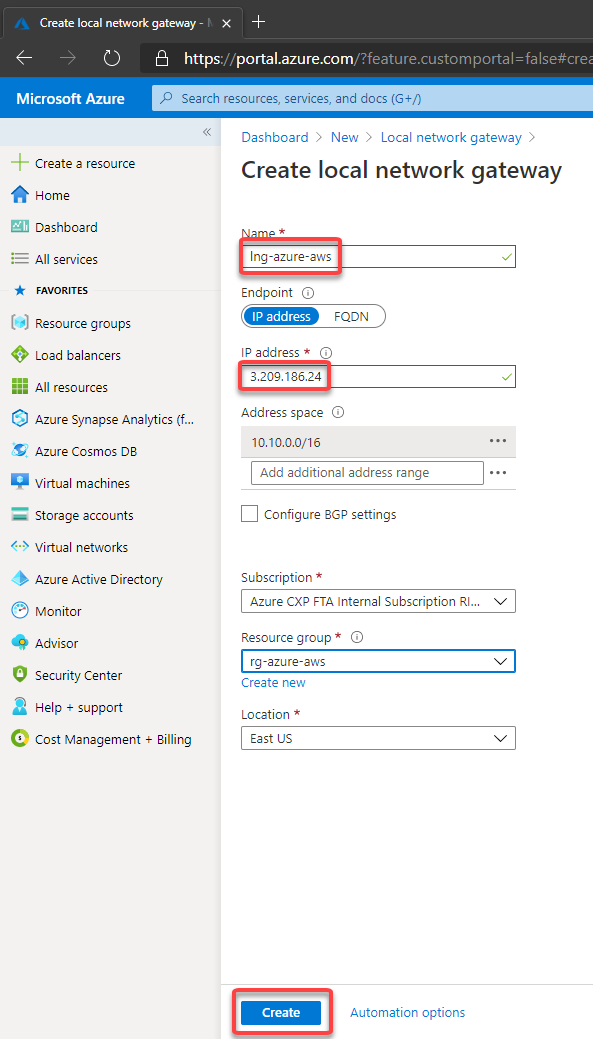 Create local network gateway - M
https://portal.azure.com/?feature.customportal=false#crea
Microsoft Azure
Search resources, services, and docs (G+/)
«
Create a resource
Home
Dashboard
All services
FAVORITES
Resource groups
Load balancers
All resources
Azure Synapse Analytics (f...
Azure Cosmos DB
Virtual machines
Storage accounts
Virtual networks
Azure Active Directory
Monitor
Advisor
Security Center
Help + support
Cost Management + Billing
Dashboard > New > Local network gateway >
Create local network gateway
Name *
lng-azure-aws
Endpoint
IP address FQDN
IP address *
3.209.186.24
Address space
10.10.0.0/16 ...
Add additional address range ...
Configure BGP settings
Subscription *
Azure CXP FTA Internal Subscription RI...
Resource group *
rg-azure-aws
Create new
Location *
East US
Create Automation options